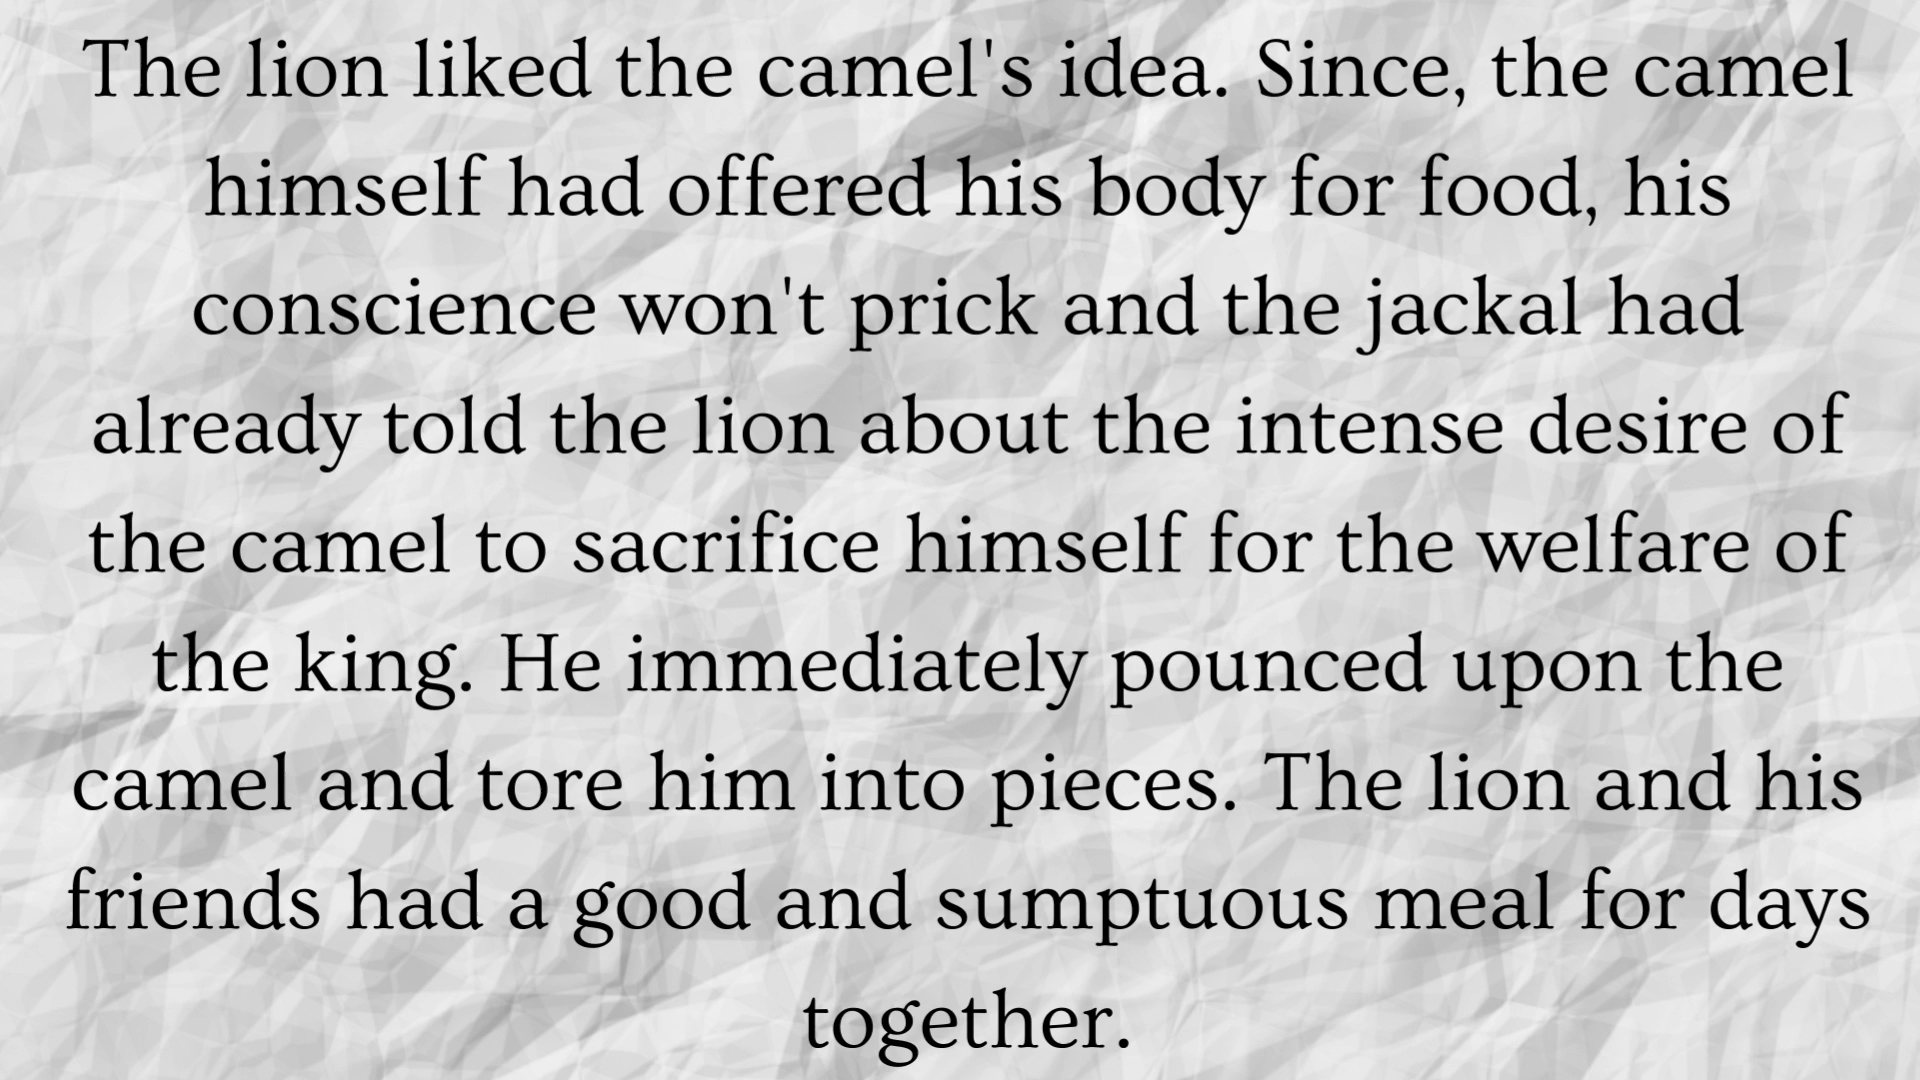 The lion liked the camel's idea. Since, the camel
himself had offered his body for food, his
conscience won't prick and the jackal had
already told the lion about the intense desire of
the camel to sacrifice himself for the welfare of
the king. He immediately pounced upon the
camel and tore him into pieces. The lion and his
friends had a good and sumptuous meal for days
together.